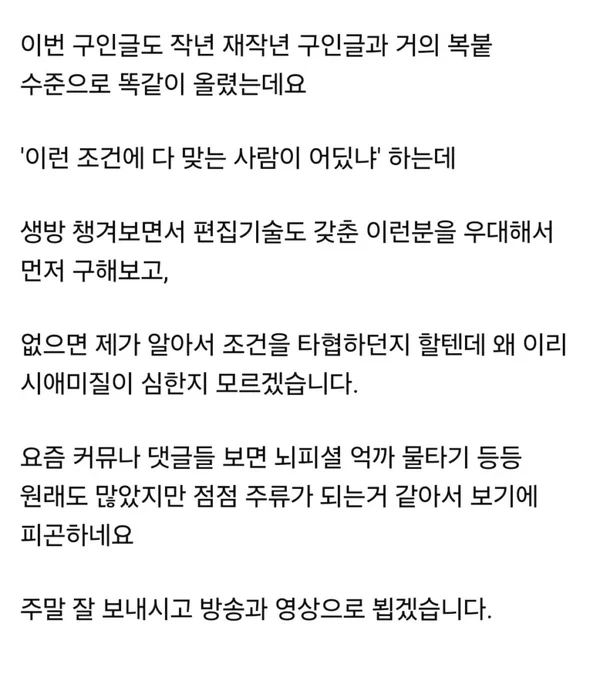 이번 구인글도 작년 재작년 구인글과 거의 복붙
수준으로 똑같이 올렸는데요
'이런 조건에 다 맞는 사람이 어딨냐' 하는데
생방 챙겨보면서 편집기술도 갖춘 이런분을 우대해서
먼저 구해보고,
없으면 제가 알아서 조건을 타협하던지 할텐데 왜 이리
시애미질이 심한지 모르겠습니다.
요즘 커뮤나 댓글들 보면 뇌피셜 억까 물타기 등등
원래도 많았지만 점점 주류가 되는거 같아서 보기에
피곤하네요
주말 잘 보내시고 방송과 영상으로 뵙겠습니다.